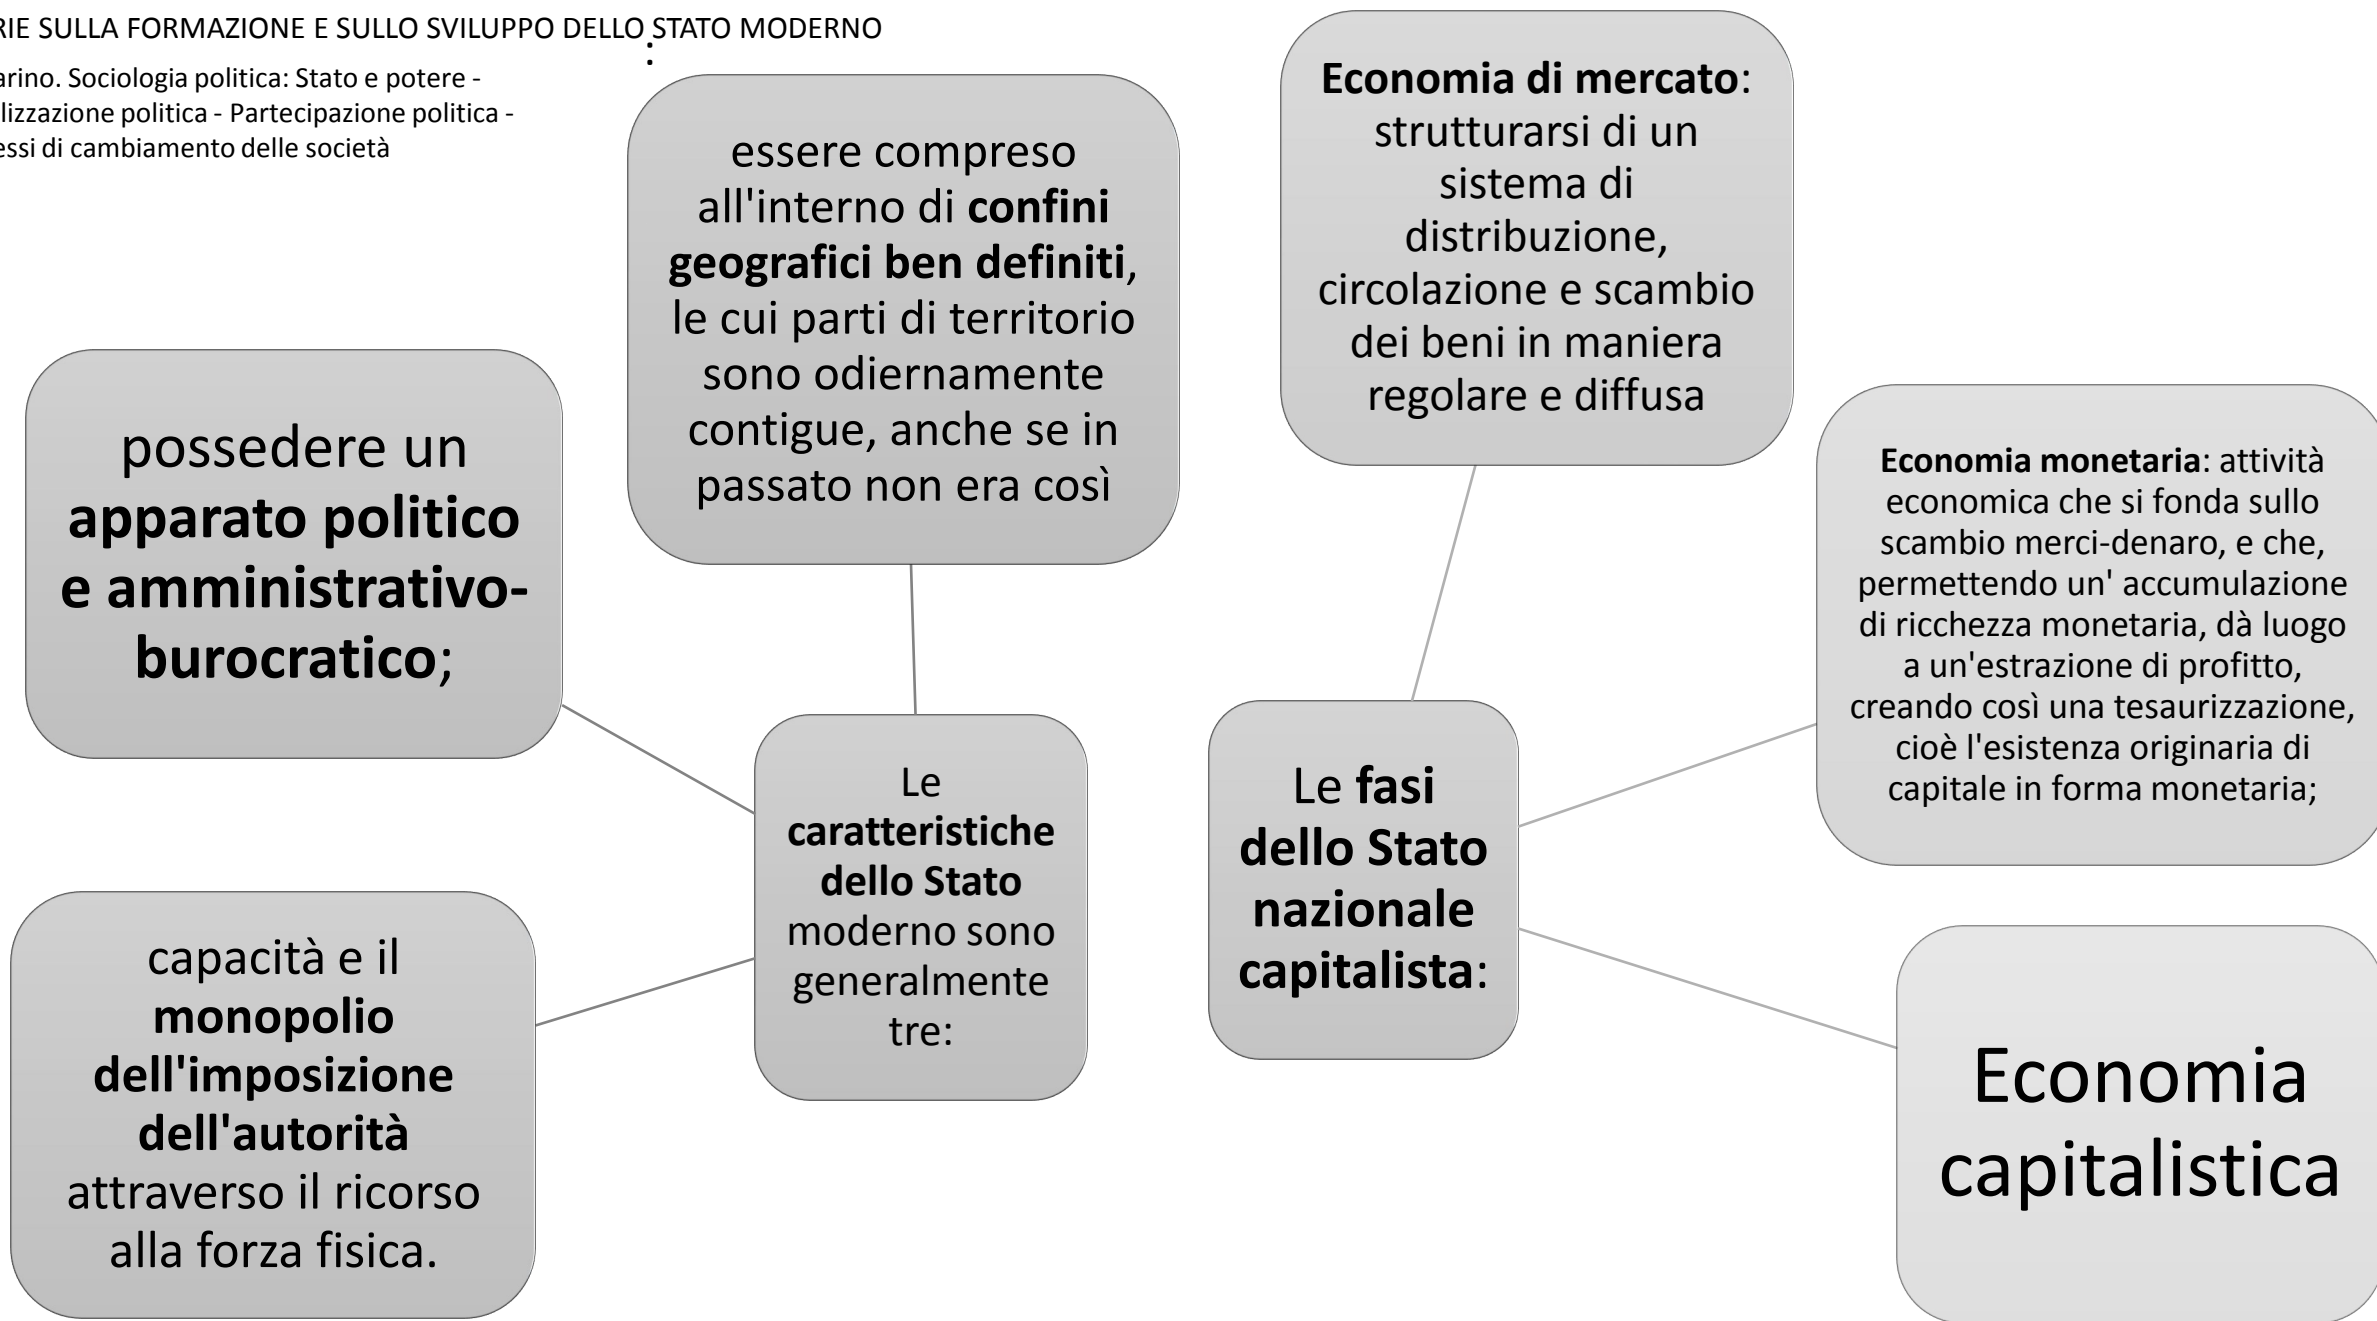 RIE SULLA FORMAZIONE E SULLO SVILUPPO DELLO STATO MODERNO
:
arino. Sociologia politica: Stato e potere -
lizzazione politica - Partecipazione politica -
essi di cambiamento delle società
possedere un
apparato politico
e amministrativo-
burocratico;
essere compreso
all'interno di confini
geografici ben definiti,
le cui parti di territorio
sono odiernamente
contigue, anche se in
passato non era così
capacità e il
monopolio
dell'imposizione
dell'autorità
attraverso il ricorso
alla forza fisica.
Le
caratteristiche
dello Stato
moderno sono
generalmente
tre:
Economia di mercato:
strutturarsi di un
sistema di
distribuzione,
circolazione e scambio
dei beni in maniera
regolare e diffusa
Le fasi
dello Stato
nazionale
capitalista:
Economia monetaria: attività
economica che si fonda sullo
scambio merci-denaro, e che,
permettendo un' accumulazione
di ricchezza monetaria, dà luogo
a un'estrazione di profitto,
creando così una tesaurizzazione,
cioè l'esistenza originaria di
capitale in forma monetaria;
Economia
capitalistica